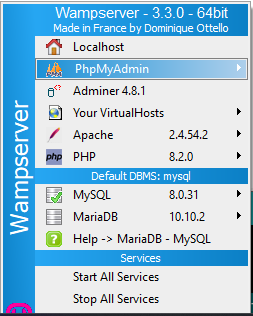 Wampserver - 3.3.0 - 64bit
Made in France by Dominique Ottello
Wampserver
Localhost
PhpMyAdmin
Adminer 4.8.1
Your VirtualHosts
Apache 2.4.54.2
php PHP 8.2.0
Default DBMS: mysql
MySQL 8.0.31
MariaDB 10.10.2
Help -> MariaDB - MySQL
Services
Start All Services
Stop All Services